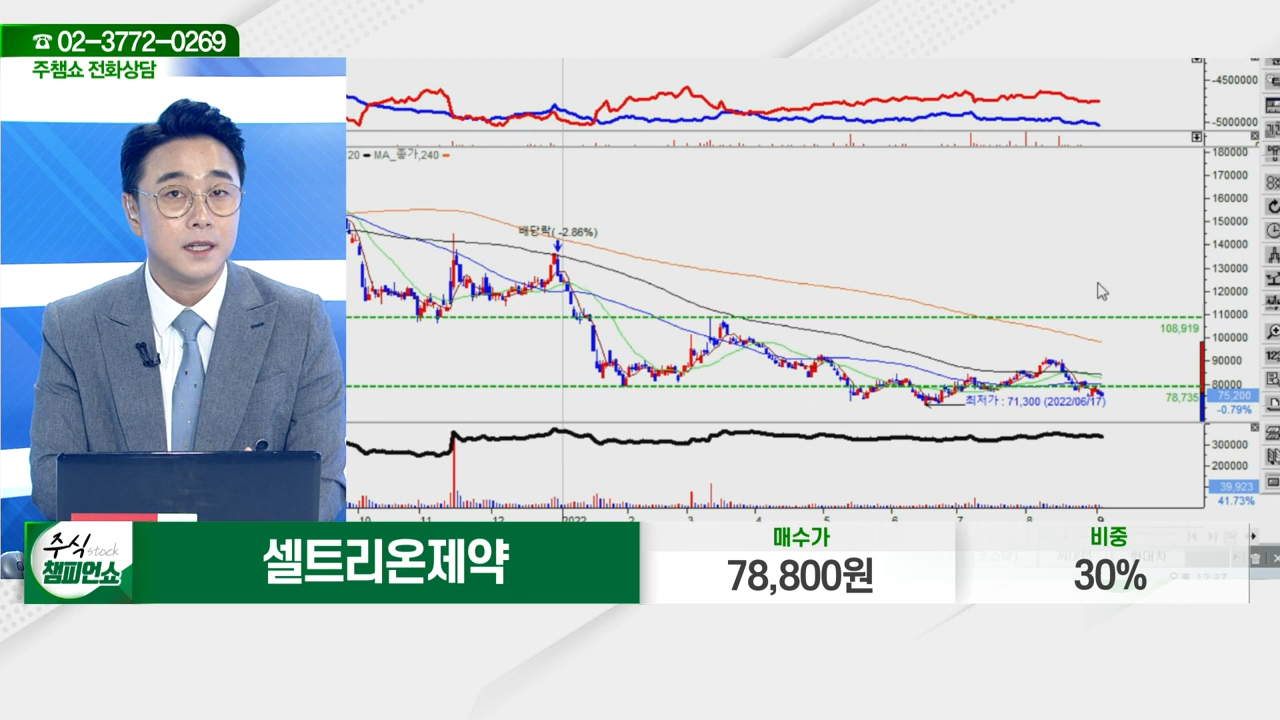 ☎ 02-3772-0269
주챔쇼 전화상담
-4500000
-5000000
20 MA_종가,240
180000
170000
160000
150000
140000
130000
120000
110000
108,919
100000
90000
80000
78,735
75,200
-0.79%
배당락( -2.86%)
최저가 : 71,300 (2022/06/17)
300000
200000
39,923
41.73%
10 11 12 2022 2 3 4 5 6 7 8 9
주식 stock
챔피언쇼
셀트리온제약
매수가
78,800원
비중
30%